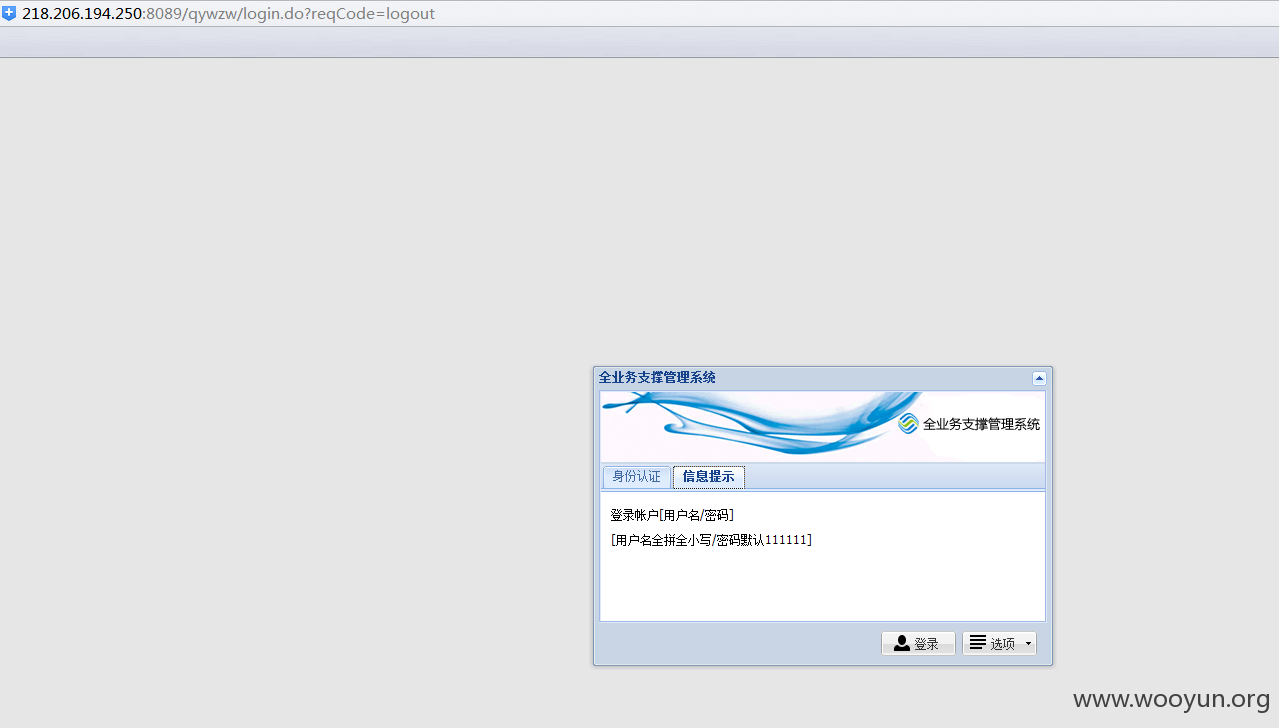 218.206.194.250:8089/qywzw/login.do?reqCode=logout
全业务支撑管理系统
全业务支撑管理系统
身份认证 信息提示
登录帐户[用户名/密码]
[用户名全拼全小写/密码默认111111]
登录 选项
www.wooyun.org